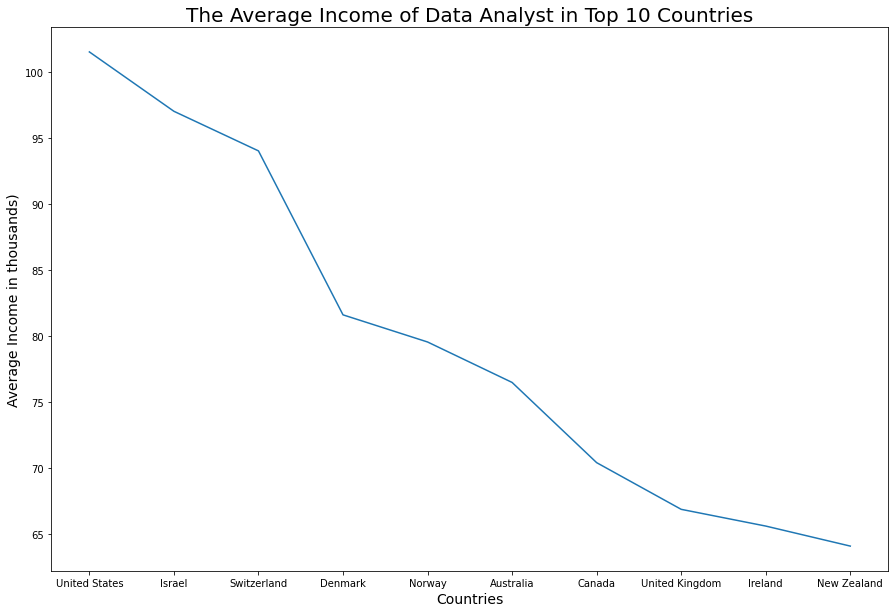 The Average Income of Data Analyst in Top 10 Countries
Average Income in thousands)
100
95
90
85
80
75
70
65
United States Israel Switzerland Denmark Norway Australia Canada United Kingdom Ireland New Zealand
Countries